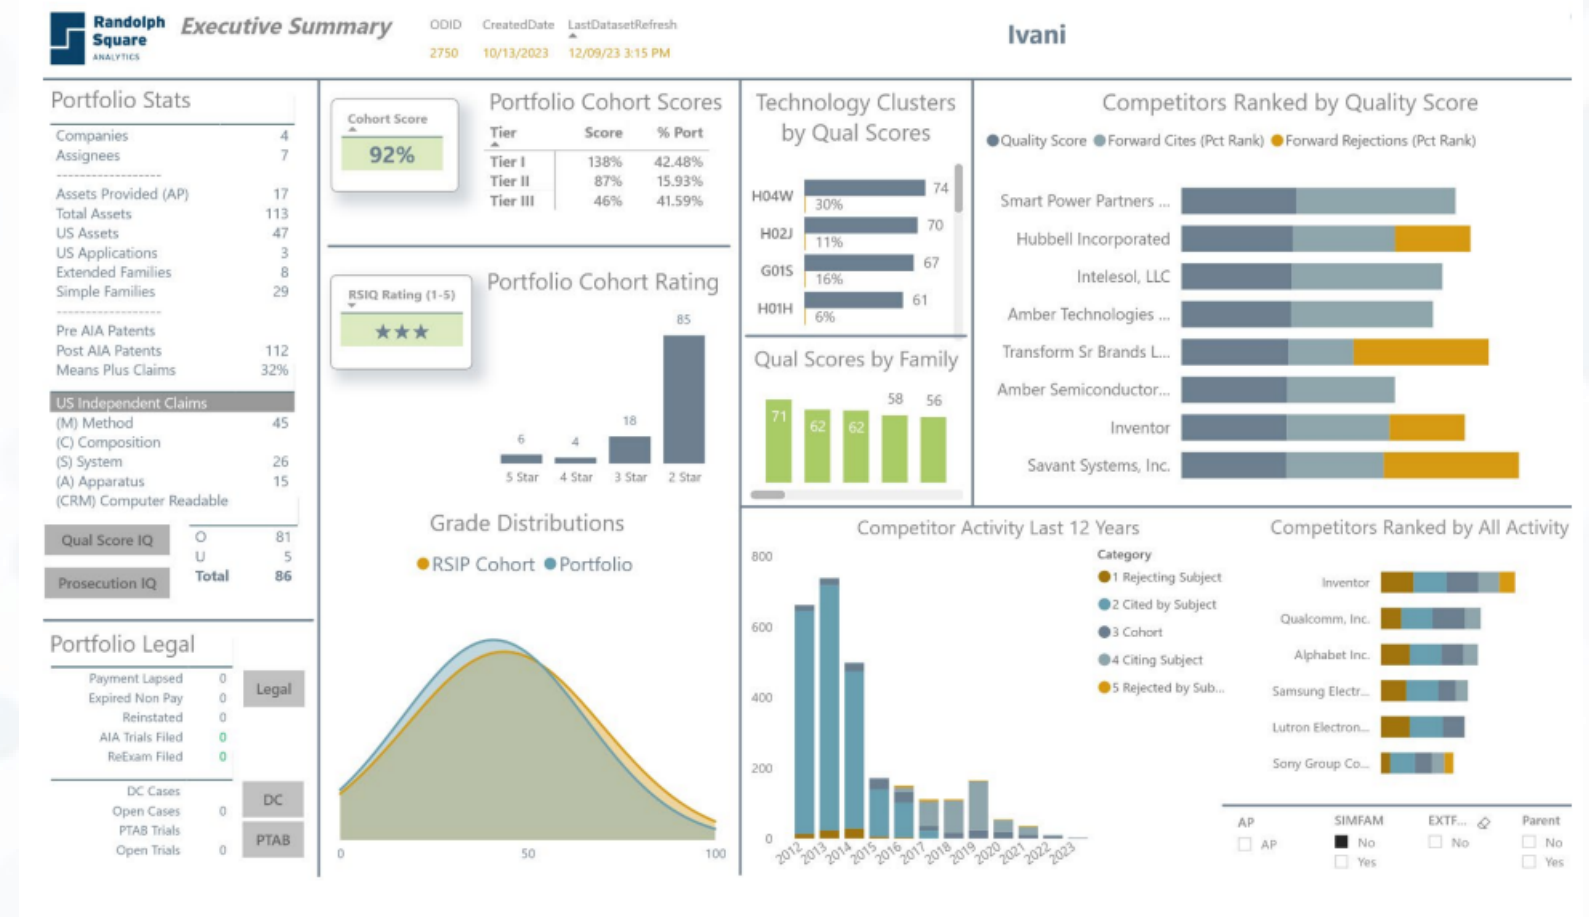 Randolph
Square
ANALYTICS
Executive Summary
ODID CreatedDate LastDatasetRefresh
2750 10/13/2023 12/09/23 3:15 PM
Ivani
Portfolio Stats
Companies 4
Assignees 7
------------------
Assets Provided (AP) 17
Total Assets 113
US Assets 47
US Applications 3
Extended Families 8
Simple Families 29
------------------
Pre AIA Patents
Post AIA Patents 112
Means Plus Claims 32%
US Independent Claims
(M) Method 45
(C) Composition
(S) System 26
(A) Apparatus 15
(CRM) Computer Readable
Qual Score IQ
Prosecution IQ
O 81
U 5
Total 86
Portfolio Legal
Payment Lapsed 0
Expired Non Pay 0
Reinstated 0
AIA Trials Filed 0
ReExam Filed 0
Legal
DC Cases
Open Cases 0
PTAB Trials
Open Trials 0
DC
PTAB
Cohort Score
92%
Portfolio Cohort Scores
Tier Score % Port
Tier I 138% 42.48%
Tier II 87% 15.93%
Tier III 46% 41.59%
RSIQ Rating (1-5)
★★★
Portfolio Cohort Rating
6 4 18 85
5 Star 4 Star 3 Star 2 Star
Grade Distributions
RSIP Cohort Portfolio
0 50 100
Technology Clusters
by Qual Scores
H04W 74
30%
H02J 70
11%
G01S 67
16%
H01H 61
6%
Qual Scores by Family
71 62 62 58 56
Competitors Ranked by Quality Score
Quality Score Forward Cites (Pct Rank) Forward Rejections (Pct Rank)
Smart Power Partners ...
Hubbell Incorporated
Intelesol, LLC
Amber Technologies ...
Transform Sr Brands L...
Amber Semiconductor...
Inventor
Savant Systems, Inc.
Competitor Activity Last 12 Years
800
600
400
200
0
2012 2013 2014 2015 2016 2017 2018 2019 2020 2021 2022 2023
Category
1 Rejecting Subject
2 Cited by Subject
3 Cohort
4 Citing Subject
5 Rejected by Sub...
Competitors Ranked by All Activity
Inventor
Qualcomm, Inc.
Alphabet Inc.
Samsung Electr...
Lutron Electron...
Sony Group Co...
AP SIMFAM EXTF... Parent
AP No No No
Yes Yes